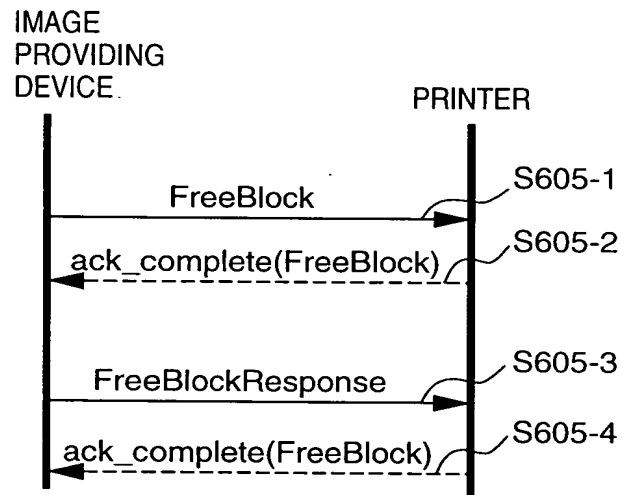 IMAGE
PROVIDING
DEVICE
PRINTER
FreeBlock
S605-1
ack_complete(FreeBlock)
S605-2
FreeBlockResponse
S605-3
ack_complete(FreeBlock)
S605-4